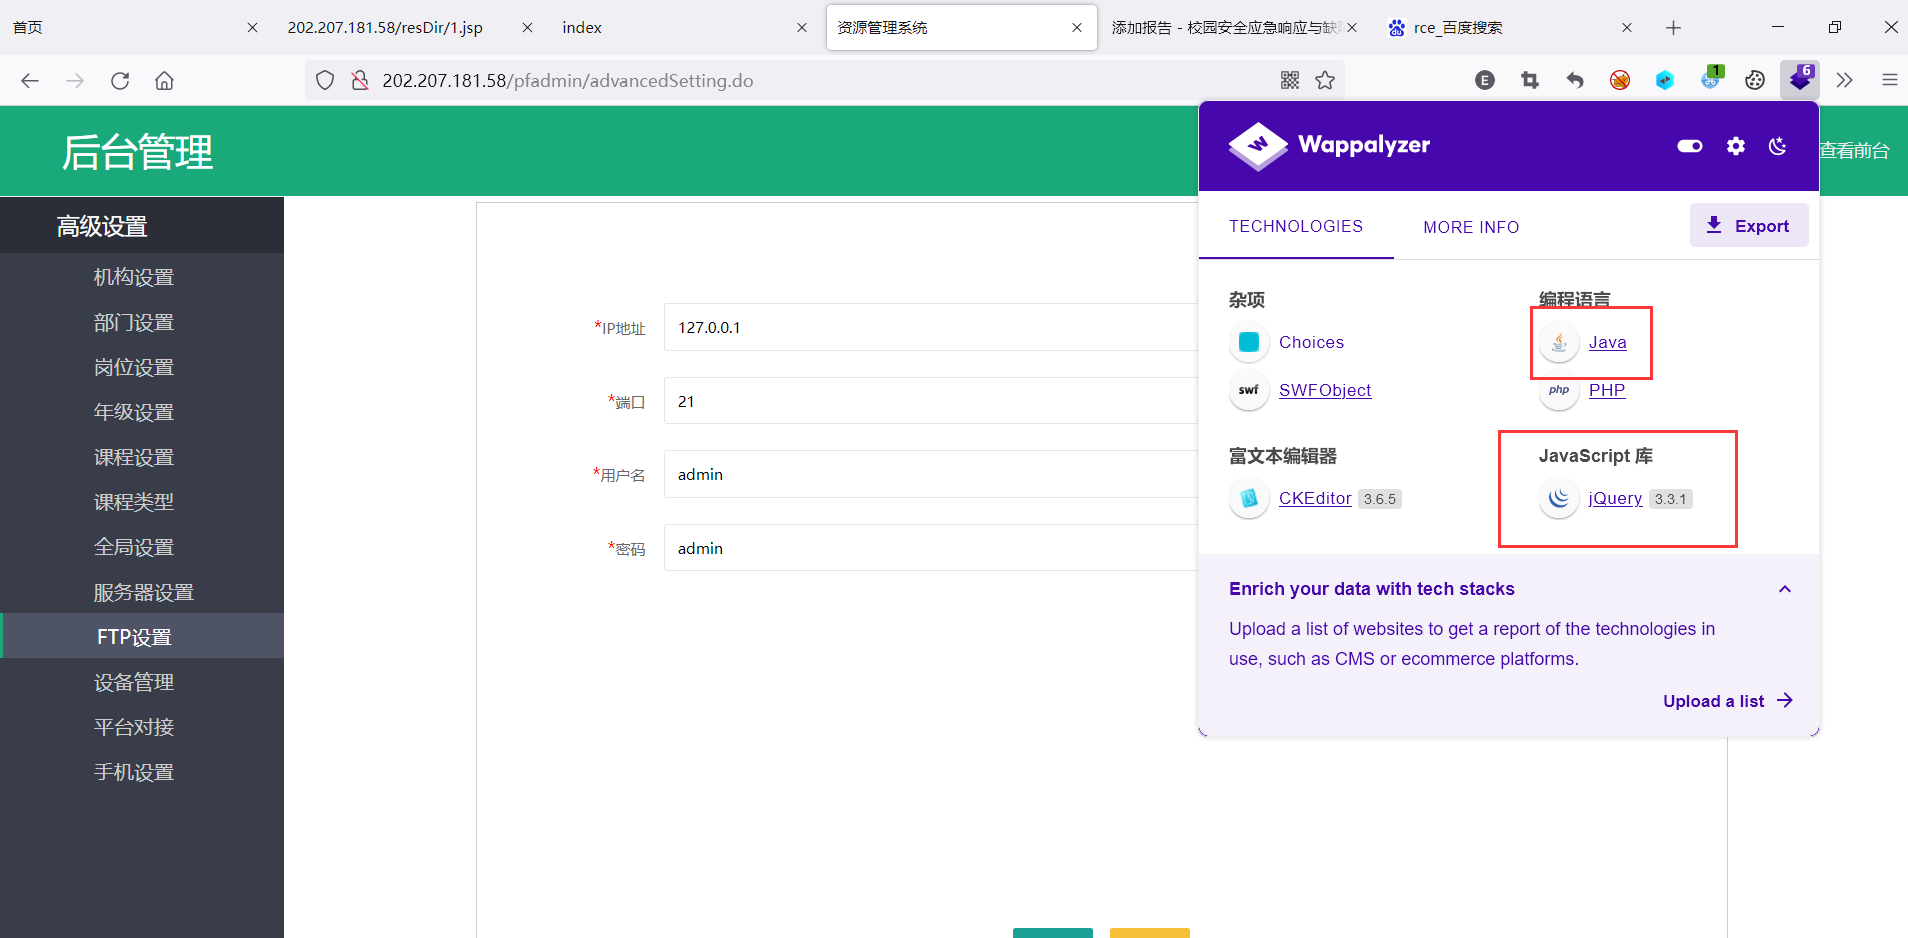 首页
202.207.181.58/resDir/1.jsp
index
资源管理系统
添加报告 - 校园安全应急响应与缺
rce_百度搜索
202.207.181.58/pfadmin/advancedSetting.do
E
1
6
后台管理
查看前台
高级设置
机构设置
部门设置
岗位设置
年级设置
课程设置
课程类型
全局设置
服务器设置
FTP设置
设备管理
平台对接
手机设置
*IP地址
127.0.0.1
*端口
21
*用户名
admin
*密码
admin
Wappalyzer
TECHNOLOGIES
MORE INFO
Export
杂项
Choices
swf SWFObject
编程语言
Java
php PHP
富文本编辑器
CKEditor 3.6.5
JavaScript 库
jQuery 3.3.1
Enrich your data with tech stacks
Upload a list of websites to get a report of the technologies in
use, such as CMS or ecommerce platforms.
Upload a list